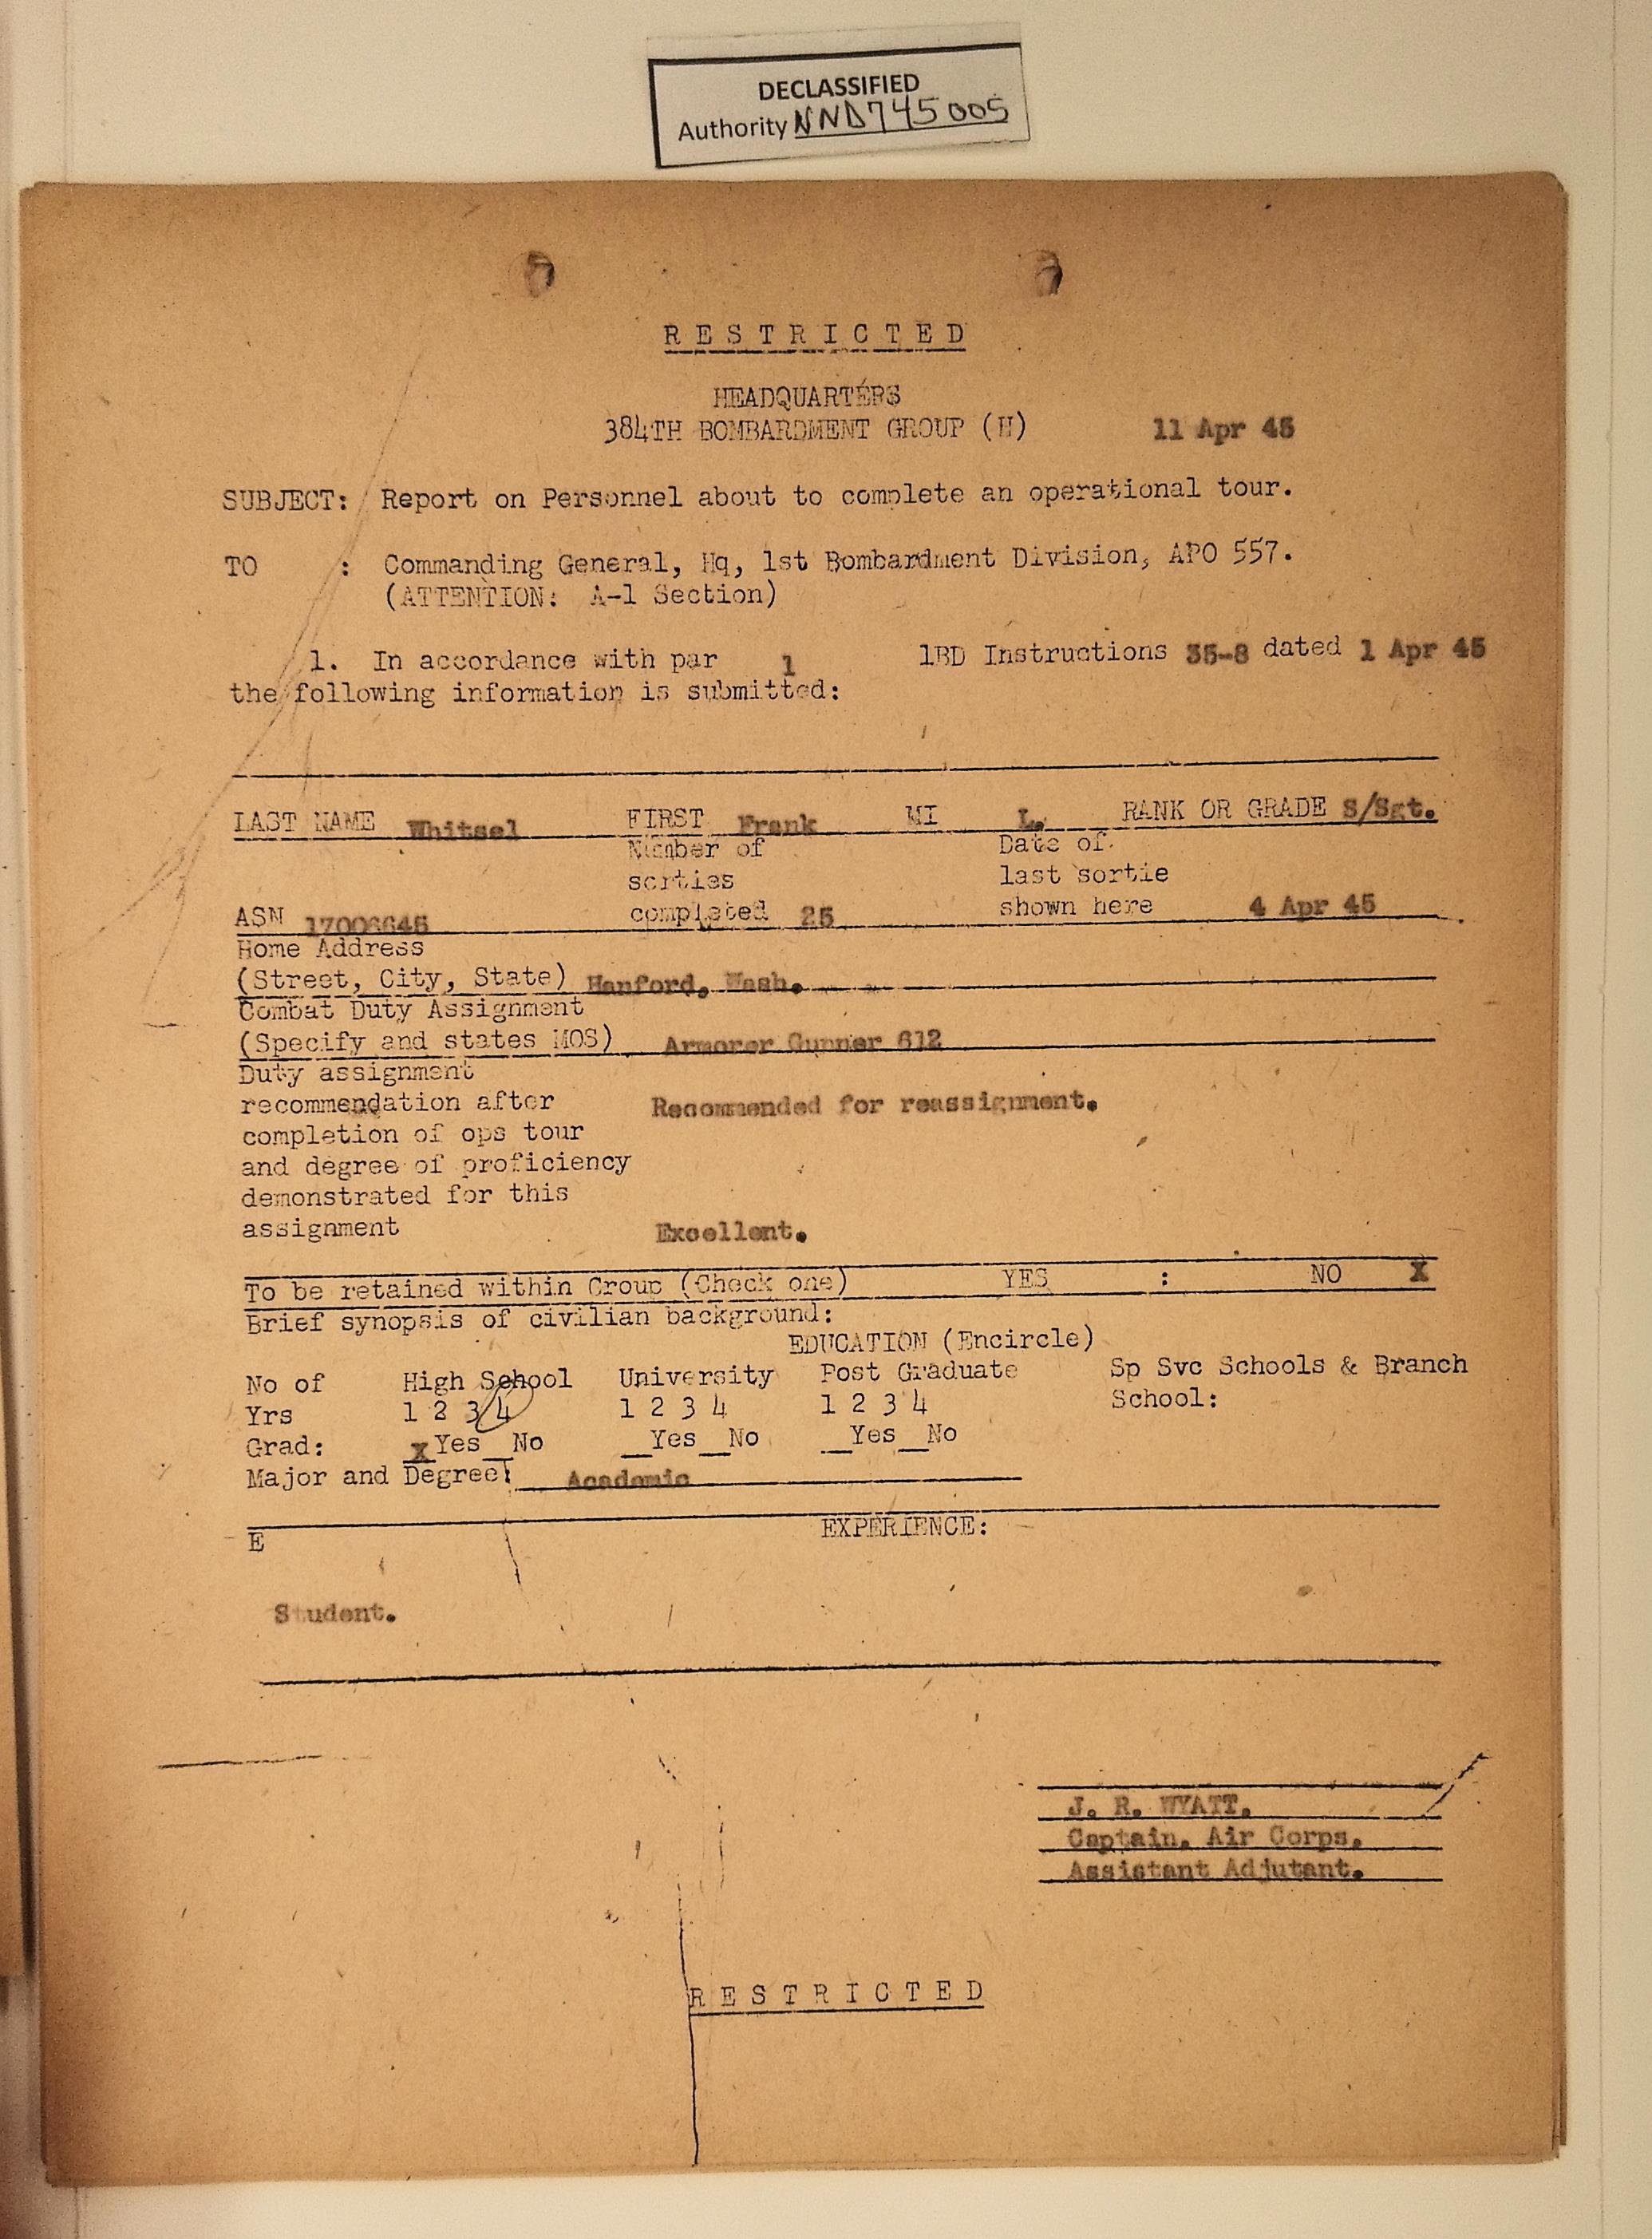 DECLASSIFIED
Authority NND745005
RESTRICTED
HEADQUARTERS
384TH BOMBARDMENT GROUP (H) 11 Apr 45
SUBJECT: Report on Personnel about to complete an operational tour.
TO : Commanding General, Hq, 1st Bombardment Division, APO 557.
(ATTENTION: A-1 Section)
1. In accordance with par 1 1BD Instructions 35-8 dated 1 Apr 45
the following information is submitted:
LAST NAME Whitsel FIRST Frank MI L. RANK OR GRADE S/Sgt.
Number of Date of
sorties last sortie
ASN completed 25 shown here 4 Apr 45
Home Address
(Street, City, State) Hanford, Wash.
Combat Duty Assignment
(Specify and states MOS) Armorer Gunner 612
Duty assignment
recommendation after Recommended for reassignment.
completion of ops tour
and degree of proficiency
demonstrated for this
assignment Excellent.
To be retained within Group (Check one) YES : NO X
Brief synopsis of civilian background:
EDUCATION (Encircle)
No of High School University Post Graduate Sp Svc Schools & Branch
Yrs 1 2 3 4 1 2 3 4 1 2 3 4 School:
Grad: x Yes No Yes No Yes No
Major and Degree: Academic
E EXPERIENCE:
Student.
J. R. WYATT,
Captain, Air Corps,
Assistant Adjutant.
RESTRICTED